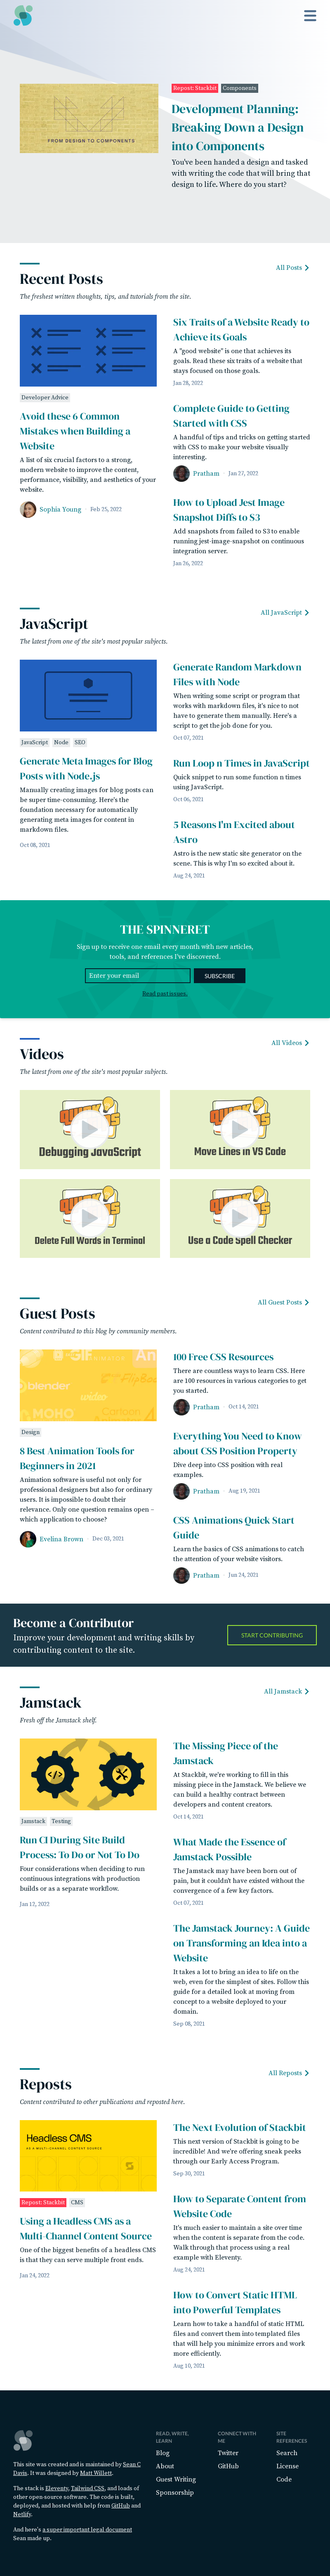 FROM DESIGN TO COMPONENTS
Repost: Stackbit Components
Development Planning:
Breaking Down a Design
into Components
You've been handed a design and tasked
with writing the code that will bring that
design to life. Where do you start?
Recent Posts
All Posts
The freshest written thoughts, tips, and tutorials from the site.
Developer Advice
Avoid these 6 Common
Mistakes when Building a
Website
A list of six crucial factors to a strong,
modern website to improve the content,
performance, visibility, and aesthetics of your
website.
Sophia Young · Feb 25, 2022
Six Traits of a Website Ready to
Achieve its Goals
A "good website" is one that achieves its
goals. Read these six traits of a website that
stays focused on those goals.
Jan 28, 2022
Complete Guide to Getting
Started with CSS
A handful of tips and tricks on getting started
with CSS to make your website visually
interesting.
Pratham · Jan 27, 2022
How to Upload Jest Image
Snapshot Diffs to S3
Add snapshots from failed to S3 to enable
running jest-image-snapshot on continuous
integration server.
Jan 26, 2022
JavaScript
All JavaScript
The latest from one of the site's most popular subjects.
JavaScript Node SEO
Generate Meta Images for Blog
Posts with Node.js
Manually creating images for blog posts can
be super time-consuming. Here's the
foundation necessary for automatically
generating meta images for content in
markdown files.
Oct 08, 2021
Generate Random Markdown
Files with Node
When writing some script or program that
works with markdown files, it's nice to not
have to generate them manually. Here's a
script to get the job done for you.
Oct 07, 2021
Run Loop n Times in JavaScript
Quick snippet to run some function n times
using JavaScript.
Oct 06, 2021
5 Reasons I'm Excited about
Astro
Astro is the new static site generator on the
scene. This is why I'm so excited about it.
Aug 24, 2021
THE SPINNERET
Sign up to receive one email every month with new articles,
tools, and references I've discovered.
Enter your email
SUBSCRIBE
Read past issues.
Videos
All Videos
The latest from one of the site's most popular subjects.
Debugging JavaScript
Move Lines in VS Code
Delete Full Words in Terminal
Use a Code Spell Checker
Guest Posts
All Guest Posts
Content contributed to this blog by community members.
blender
video
MOHO
Design
8 Best Animation Tools for
Beginners in 2021
Animation software is useful not only for
professional designers but also for ordinary
users. It is impossible to doubt their
relevance. Only one question remains open –
which application to choose?
Evelina Brown · Dec 03, 2021
100 Free CSS Resources
There are countless ways to learn CSS. Here
are 100 resources in various categories to get
you started.
Pratham · Oct 14, 2021
Everything You Need to Know
about CSS Position Property
Dive deep into CSS position with real
examples.
Pratham · Aug 19, 2021
CSS Animations Quick Start
Guide
Learn the basics of CSS animations to catch
the attention of your website visitors.
Pratham · Jun 24, 2021
Become a Contributor
Improve your development and writing skills by
contributing content to the site.
START CONTRIBUTING
Jamstack
All Jamstack
Fresh off the Jamstack shelf.
Jamstack Testing
Run CI During Site Build
Process: To Do or Not To Do
Four considerations when deciding to run
continuous integrations with production
builds or as a separate workflow.
Jan 12, 2022
The Missing Piece of the
Jamstack
At Stackbit, we're working to fill in this
missing piece in the Jamstack. We believe we
can build a healthy contract between
developers and content creators.
Oct 14, 2021
What Made the Essence of
Jamstack Possible
The Jamstack may have been born out of
pain, but it couldn't have existed without the
convergence of a few key factors.
Oct 07, 2021
The Jamstack Journey: A Guide
on Transforming an Idea into a
Website
It takes a lot to bring an idea to life on the
web, even for the simplest of sites. Follow this
guide for a detailed look at moving from
concept to a website deployed to your
domain.
Sep 08, 2021
Reposts
All Reposts
Content contributed to other publications and reposted here.
Headless CMS
AS A MULTI-CHANNEL CONTENT SOURCE
Repost: Stackbit CMS
Using a Headless CMS as a
Multi-Channel Content Source
One of the biggest benefits of a headless CMS
is that they can serve multiple front ends.
Jan 24, 2022
The Next Evolution of Stackbit
This next version of Stackbit is going to be
incredible! And we're offering sneak peeks
through our Early Access Program.
Sep 30, 2021
How to Separate Content from
Website Code
It's much easier to maintain a site over time
when the content is separate from the code.
Walk through that process using a real
example with Eleventy.
Aug 24, 2021
How to Convert Static HTML
into Powerful Templates
Learn how to take a handful of static HTML
files and convert them into templated files
that will help you minimize errors and work
more efficiently.
Aug 10, 2021
This site was created and is maintained by Sean C
Davis. It was designed by Matt Willett.
The stack is Eleventy, Tailwind CSS, and loads of
other open source software. The code is built,
deployed, and hosted with help from GitHub and
Netlify.
And here's a super important legal document
Sean made up.
READ, WRITE,
LEARN
Blog
About
Guest Writing
Sponsorship
CONNECT WITH
ME
Twitter
GitHub
SITE
REFERENCES
Search
License
Code